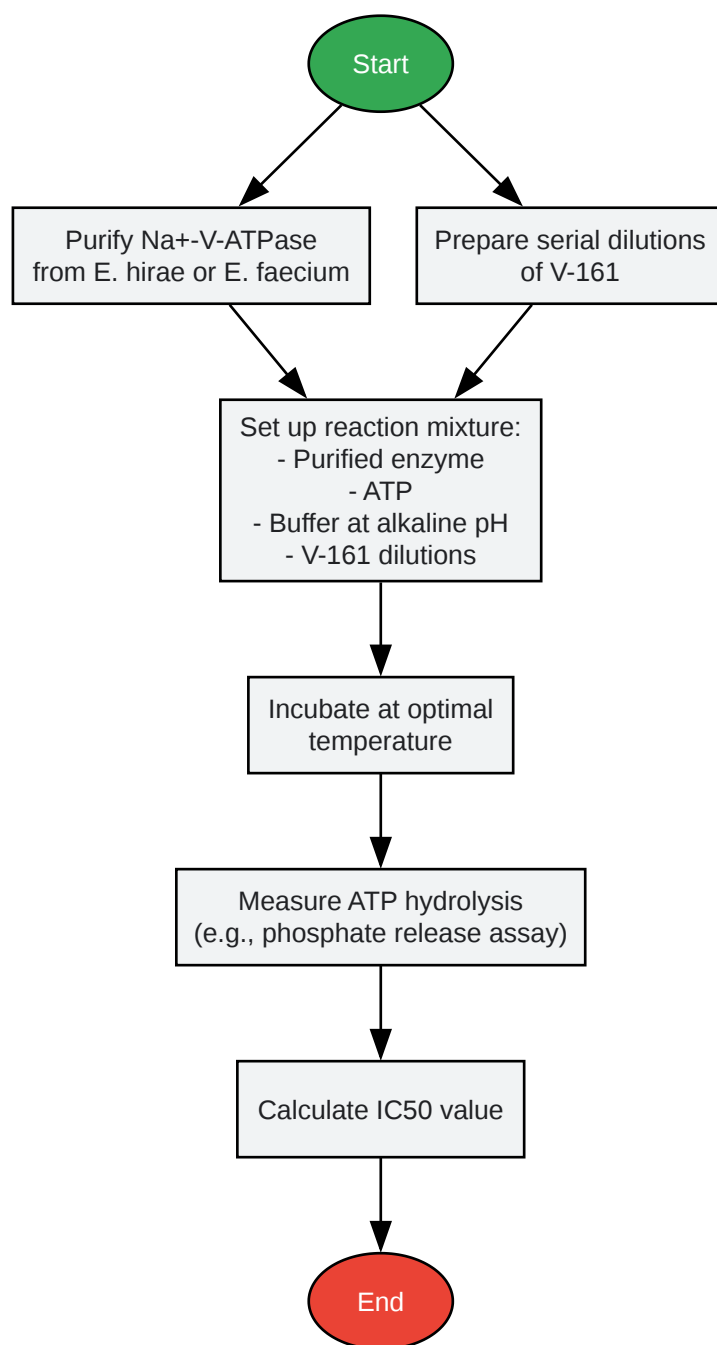 Start
Purify Na+-V-ATPase
from E. hirae or E. faecium
Prepare serial dilutions
of V-161
Set up reaction mixture:
- Purified enzyme
- ATP
- Buffer at alkaline pH
- V-161 dilutions
Incubate at optimal
temperature
Measure ATP hydrolysis
(e.g., phosphate release assay)
Calculate IC50 value
End